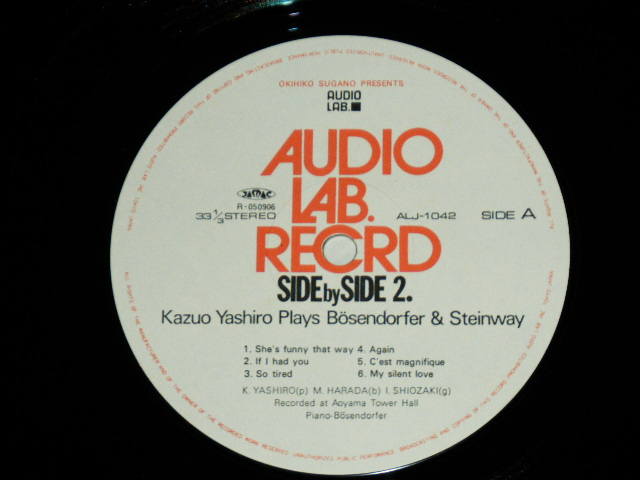 OKIHIKO SUGANO PRESENTS
AUDIO
LAB.
AUDIO
LAB.
RECRD
JASRAC
R-050906
33 1/3 STEREO
ALJ-1042
SIDE A
SIDE by SIDE 2.
Kazuo Yashiro Plays Bösendorfer & Steinway
1. She's funny that way
2. If I had you
3. So tired
4. Again
5. C'est magnifique
6. My silent love
K. YASHIRO(p) M. HARADA(b) I. SHIOZAKI(g)
Recorded at Aoyama Tower Hall
Piano-Bösendorfer